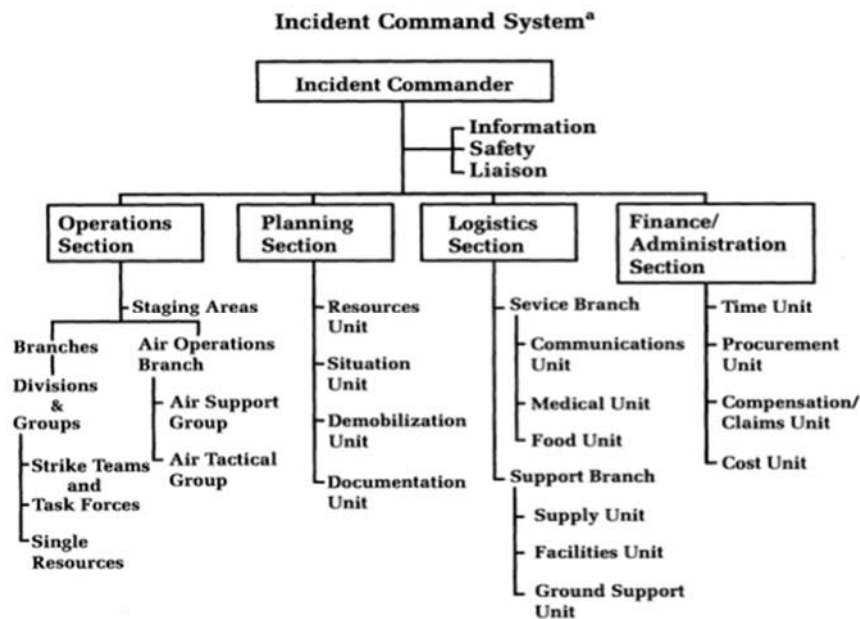 Incident Command Systemᵃ
Incident Commander
Information
Safety
Liaison
Operations
Section
Planning
Section
Logistics
Section
Finance/
Administration
Section
Staging Areas
Branches
Divisions
&
Groups
Strike Teams
and
Task Forces
Single
Resources
Air Operations
Branch
Air Support
Group
Air Tactical
Group
Resources
Unit
Situation
Unit
Demobilization
Unit
Documentation
Unit
Sevice Branch
Communications
Unit
Medical Unit
Food Unit
Support Branch
Supply Unit
Facilities Unit
Ground Support
Unit
Time Unit
Procurement
Unit
Compensation/
Claims Unit
Cost Unit